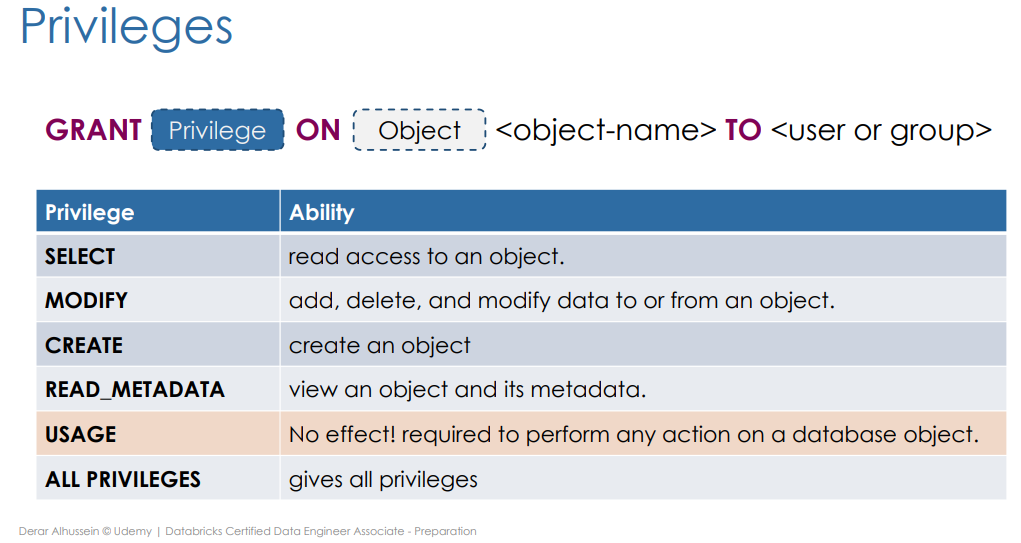 Privileges
GRANT Privilege ON Object <object-name> TO <user or group>
Privilege Ability
SELECT read access to an object.
MODIFY add, delete, and modify data to or from an object.
CREATE create an object
READ_METADATA view an object and its metadata.
USAGE No effect! required to perform any action on a database object.
ALL PRIVILEGES gives all privileges
Derar Alhussein © Udemy | Databricks Certified Data Engineer Associate - Preparation